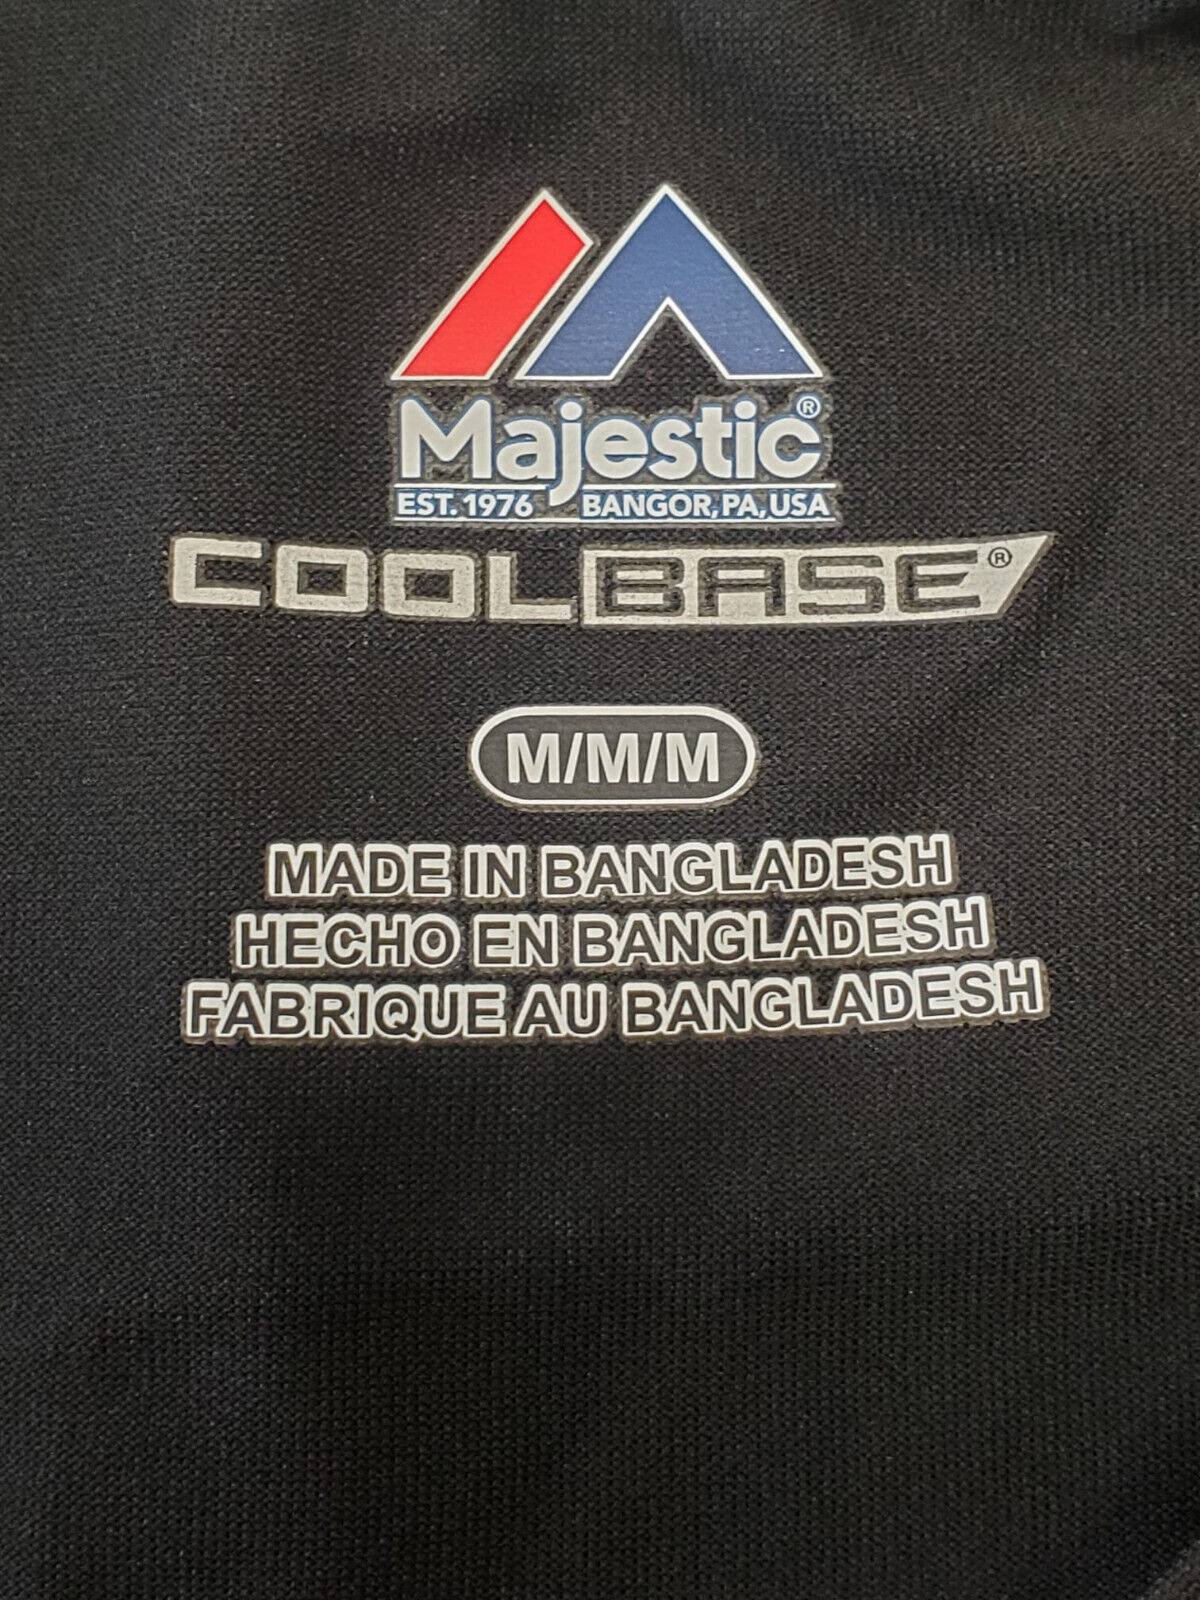 Majestic®
EST. 1976 BANGOR, PA, USA
COOLBASE®
M/M/M
MADE IN BANGLADESH
HECHO EN BANGLADESH
FABRIQUE AU BANGLADESH